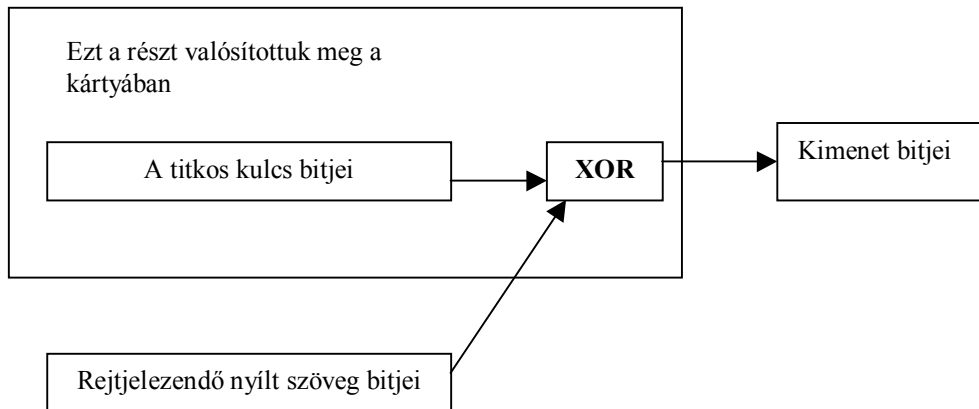 Ezt a részt valósítottuk meg a
kártyában
A titkos kulcs bitjei
XOR
Kimenet bitjei
Rejtjelezendő nyílt szöveg bitjei